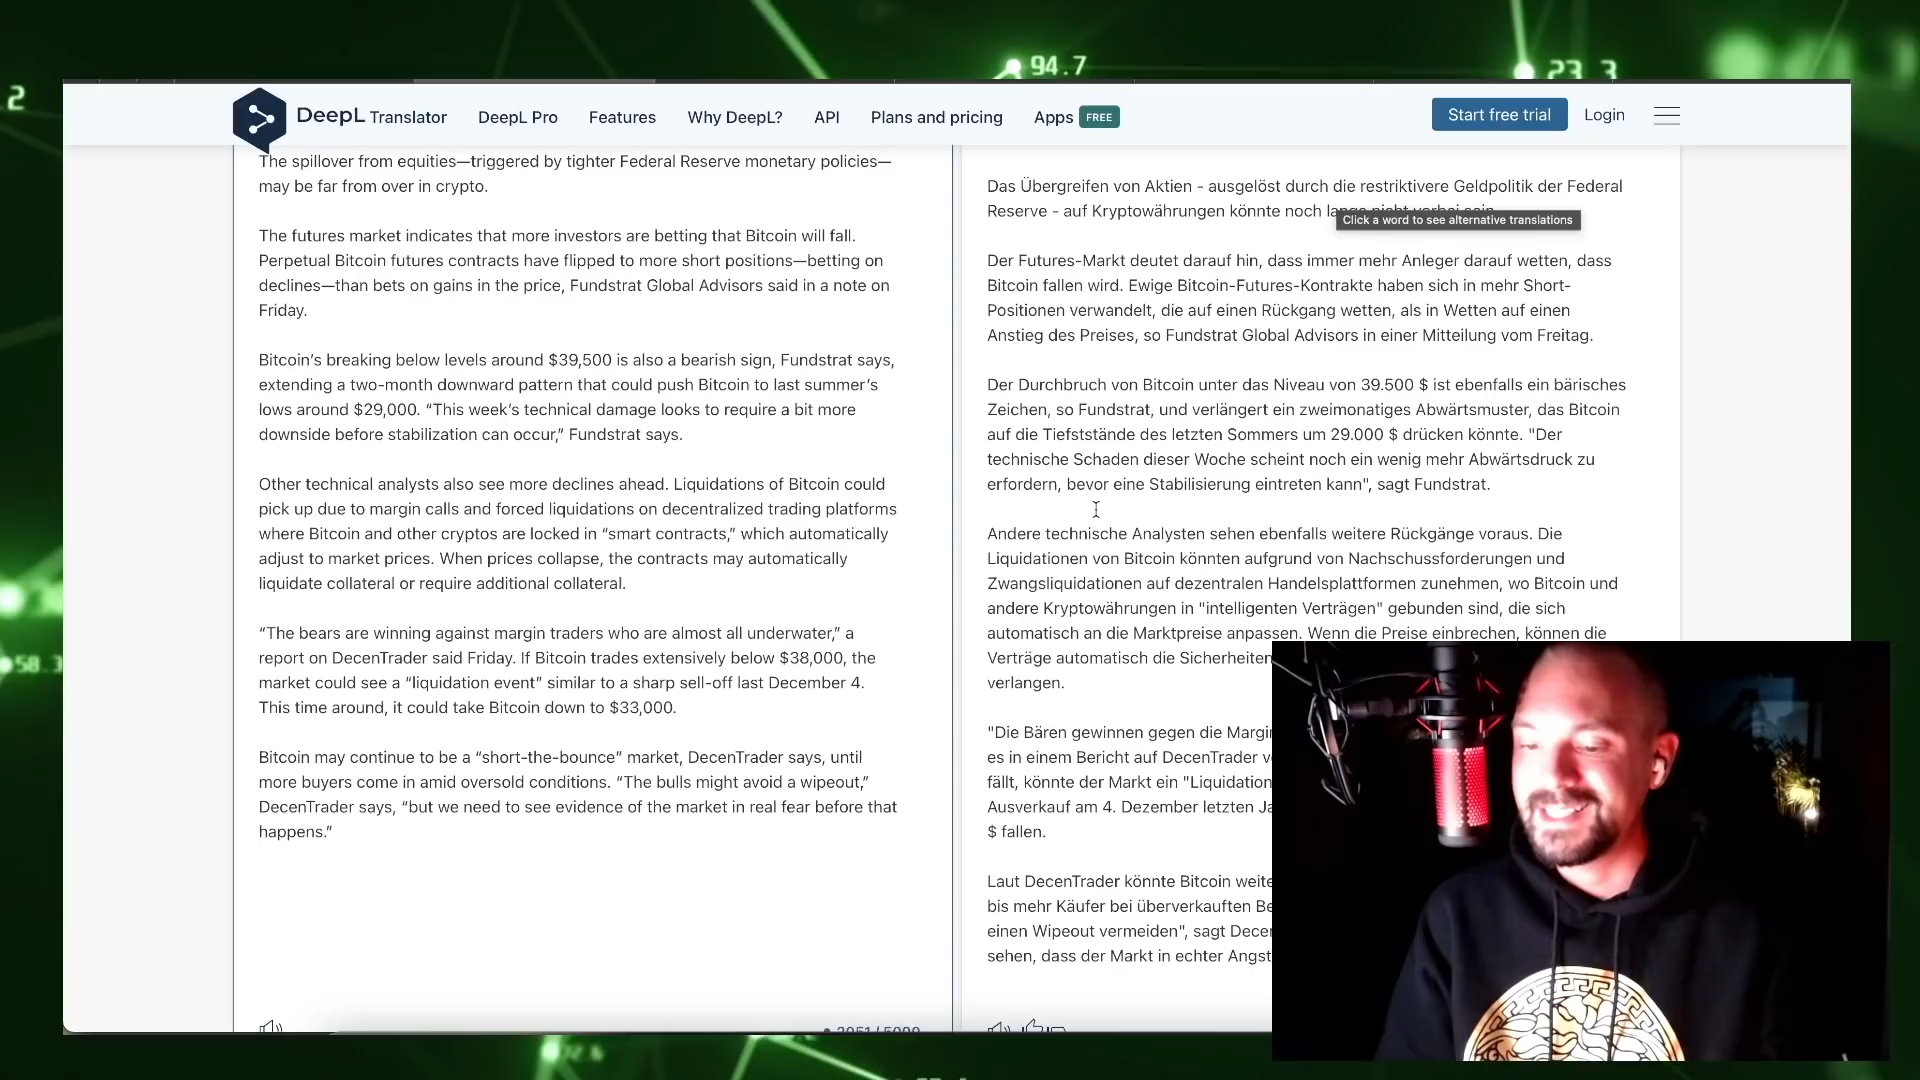 94.7
23 3
2
DeepL Translator
DeepL Pro
Features
Why DeepL?
API
Plans and pricing
Apps FREE
Start free trial
Login
The spillover from equities—triggered by tighter Federal Reserve monetary policies—
may be far from over in crypto.
The futures market indicates that more investors are betting that Bitcoin will fall.
Perpetual Bitcoin futures contracts have flipped to more short positions—betting on
declines—than bets on gains in the price, Fundstrat Global Advisors said in a note on
Friday.
Bitcoin’s breaking below levels around $39,500 is also a bearish sign, Fundstrat says,
extending a two-month downward pattern that could push Bitcoin to last summer’s
lows around $29,000. “This week’s technical damage looks to require a bit more
downside before stabilization can occur,” Fundstrat says.
Other technical analysts also see more declines ahead. Liquidations of Bitcoin could
pick up due to margin calls and forced liquidations on decentralized trading platforms
where Bitcoin and other cryptos are locked in “smart contracts,” which automatically
adjust to market prices. When prices collapse, the contracts may automatically
liquidate collateral or require additional collateral.
“The bears are winning against margin traders who are almost all underwater,” a
report on DecenTrader said Friday. If Bitcoin trades extensively below $38,000, the
market could see a “liquidation event” similar to a sharp sell-off last December 4.
This time around, it could take Bitcoin down to $33,000.
Bitcoin may continue to be a “short-the-bounce” market, DecenTrader says, until
more buyers come in amid oversold conditions. “The bulls might avoid a wipeout,”
DecenTrader says, “but we need to see evidence of the market in real fear before that
happens.”
Das Übergreifen von Aktien - ausgelöst durch die restriktivere Geldpolitik der Federal
Reserve - auf Kryptowährungen könnte noch lange nicht vorbei sein.
Click a word to see alternative translations
Der Futures-Markt deutet darauf hin, dass immer mehr Anleger darauf wetten, dass
Bitcoin fallen wird. Ewige Bitcoin-Futures-Kontrakte haben sich in mehr Short-
Positionen verwandelt, die auf einen Rückgang wetten, als in Wetten auf einen
Anstieg des Preises, so Fundstrat Global Advisors in einer Mitteilung vom Freitag.
Der Durchbruch von Bitcoin unter das Niveau von 39.500 $ ist ebenfalls ein bärisches
Zeichen, so Fundstrat, und verlängert ein zweimonatiges Abwärtsmuster, das Bitcoin
auf die Tiefststände des letzten Sommers um 29.000 $ drücken könnte. "Der
technische Schaden dieser Woche scheint noch ein wenig mehr Abwärtsdruck zu
erfordern, bevor eine Stabilisierung eintreten kann", sagt Fundstrat.
Andere technische Analysten sehen ebenfalls weitere Rückgänge voraus. Die
Liquidationen von Bitcoin könnten aufgrund von Nachschussforderungen und
Zwangsliquidationen auf dezentralen Handelsplattformen zunehmen, wo Bitcoin und
andere Kryptowährungen in "intelligenten Verträgen" gebunden sind, die sich
automatisch an die Marktpreise anpassen. Wenn die Preise einbrechen, können die
Verträge automatisch die Sicherheiten
verlangen.
"Die Bären gewinnen gegen die
es in einem Bericht auf DecenTrader
fällt, könnte der Markt ein
Ausverkauf am 4. Dezember letzten
$ fallen.
Laut DecenTrader könnte Bitcoin
bis mehr Käufer bei überverkauften
einen Wipeout vermeiden", sagt
sehen, dass der Markt in echter Angst
58.3